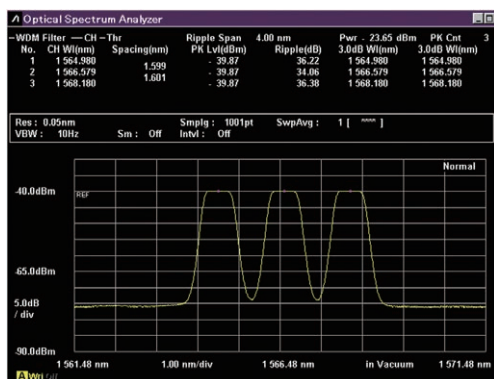 Optical Spectrum Analyzer
–WDM Filter —CH –Thr Ripple Span 4.00 nm Pwr - 23.65 dBm PK Cnt 3
No. CH Wl(nm) Spacing(nm) PK Lvl(dBm) Ripple(dB) 3.0dB Wl(nm) 3.0dB Wl(nm)
1 1 564.980 - 39.87 36.22 1 564.980 1 564.980
1.599
2 1 566.579 - 39.87 34.06 1 566.579 1 566.579
1.601
3 1 568.180 - 39.87 36.38 1 568.180 1 568.180
Res : 0.05nm Smplg : 1001pt SwpAvg : 1 [ **** ]
VBW : 10Hz Sm : Off Intvl : Off
Normal
-40.0dBm
REF
-65.0dBm
5.0dB
/ div
-90.0dBm
1 561.48 nm 1.00 nm/div 1 566.48 nm in Vacuum 1 571.48 nm
A Wri